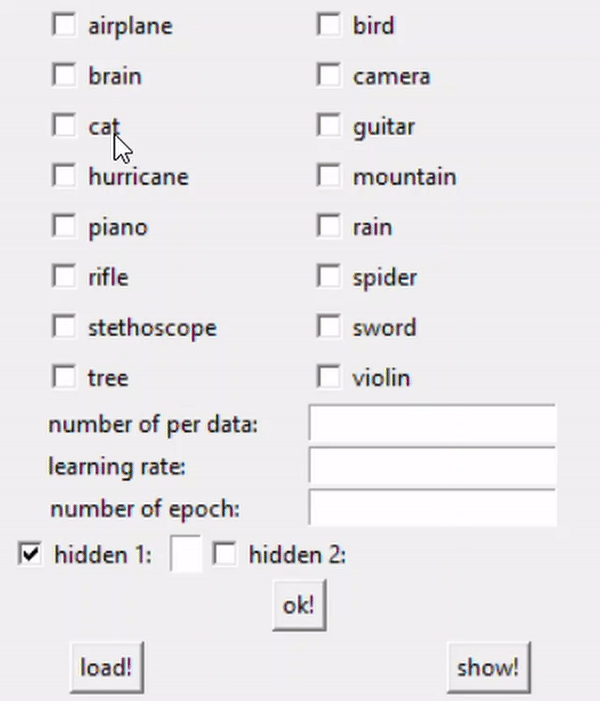 airplane bird
brain camera
cat guitar
hurricane mountain
piano rain
rifle spider
stethoscope sword
tree violin
number of per data:
learning rate:
number of epoch:
hidden 1: hidden 2:
ok!
load! show!